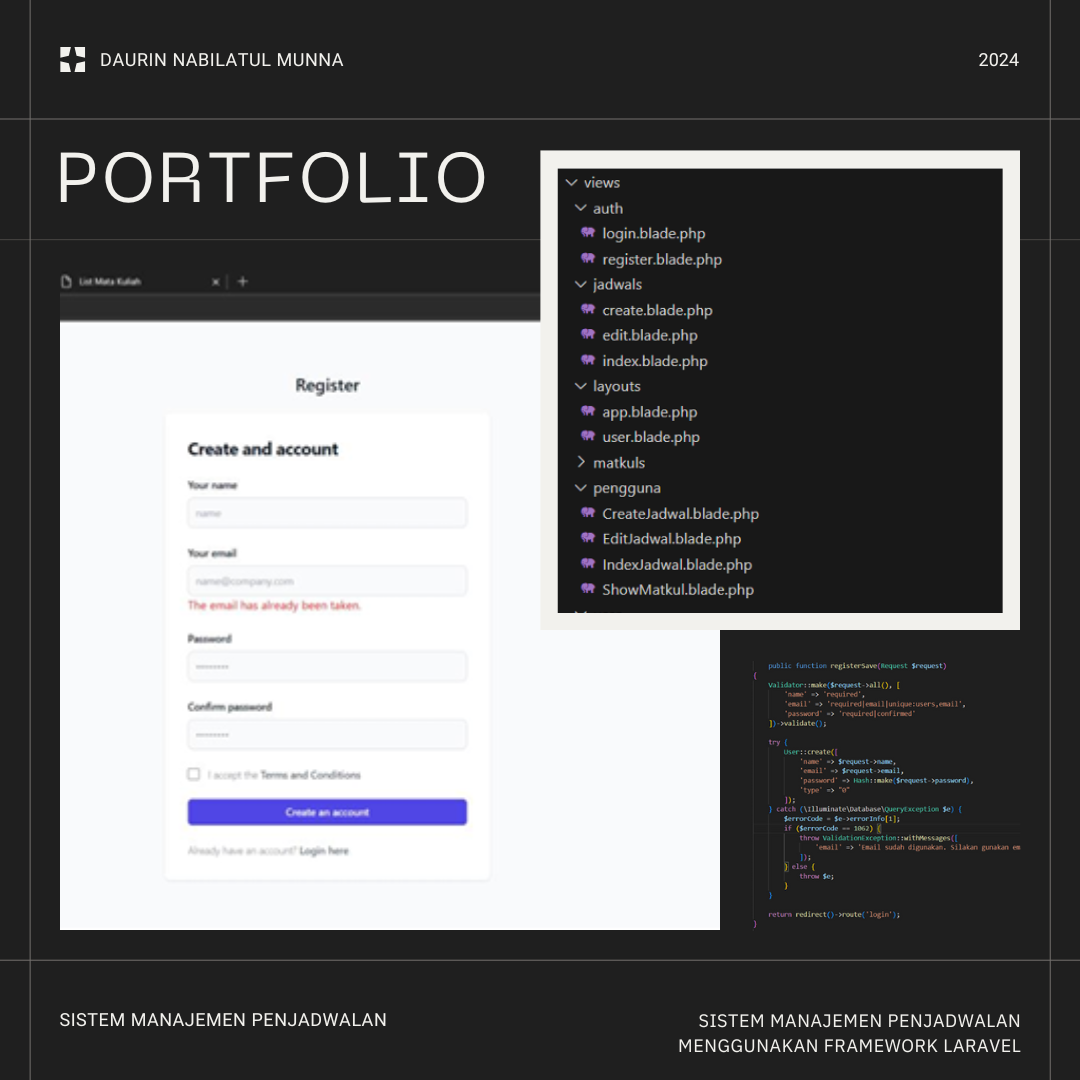 DAURIN NABILATUL MUNNA
2024
PORTFOLIO
List Mata Kuliah
Register
Create and account
Your name
name
Your email
name@company.com
The email has already been taken.
Password
••••••••
Confirm password
••••••••
I accept the Terms and Conditions
Create an account
Already have an account? Login here
views
auth
login.blade.php
register.blade.php
jadwals
create.blade.php
edit.blade.php
index.blade.php
layouts
app.blade.php
user.blade.php
matkuls
pengguna
CreateJadwal.blade.php
EditJadwal.blade.php
IndexJadwal.blade.php
ShowMatkul.blade.php
public function registerSave(Request $request)
{
Validator::make($request->all(), [
'name' => 'required',
'email' => 'required|email|unique:users,email',
'password' => 'required|confirmed'
])->validate();
try {
User::create([
'name' => $request->name,
'email' => $request->email,
'password' => Hash::make($request->password),
'type' => "0"
]);
} catch (\Illuminate\Database\QueryException $e) {
$errorCode = $e->errorInfo[1];
if ($errorCode == 1062) {
throw ValidationException::withMessages([
'email' => 'Email sudah digunakan. Silakan gunakan em
]);
} else {
throw $e;
}
}
return redirect()->route('login');
}
SISTEM MANAJEMEN PENJADWALAN
SISTEM MANAJEMEN PENJADWALAN
MENGGUNAKAN FRAMEWORK LARAVEL